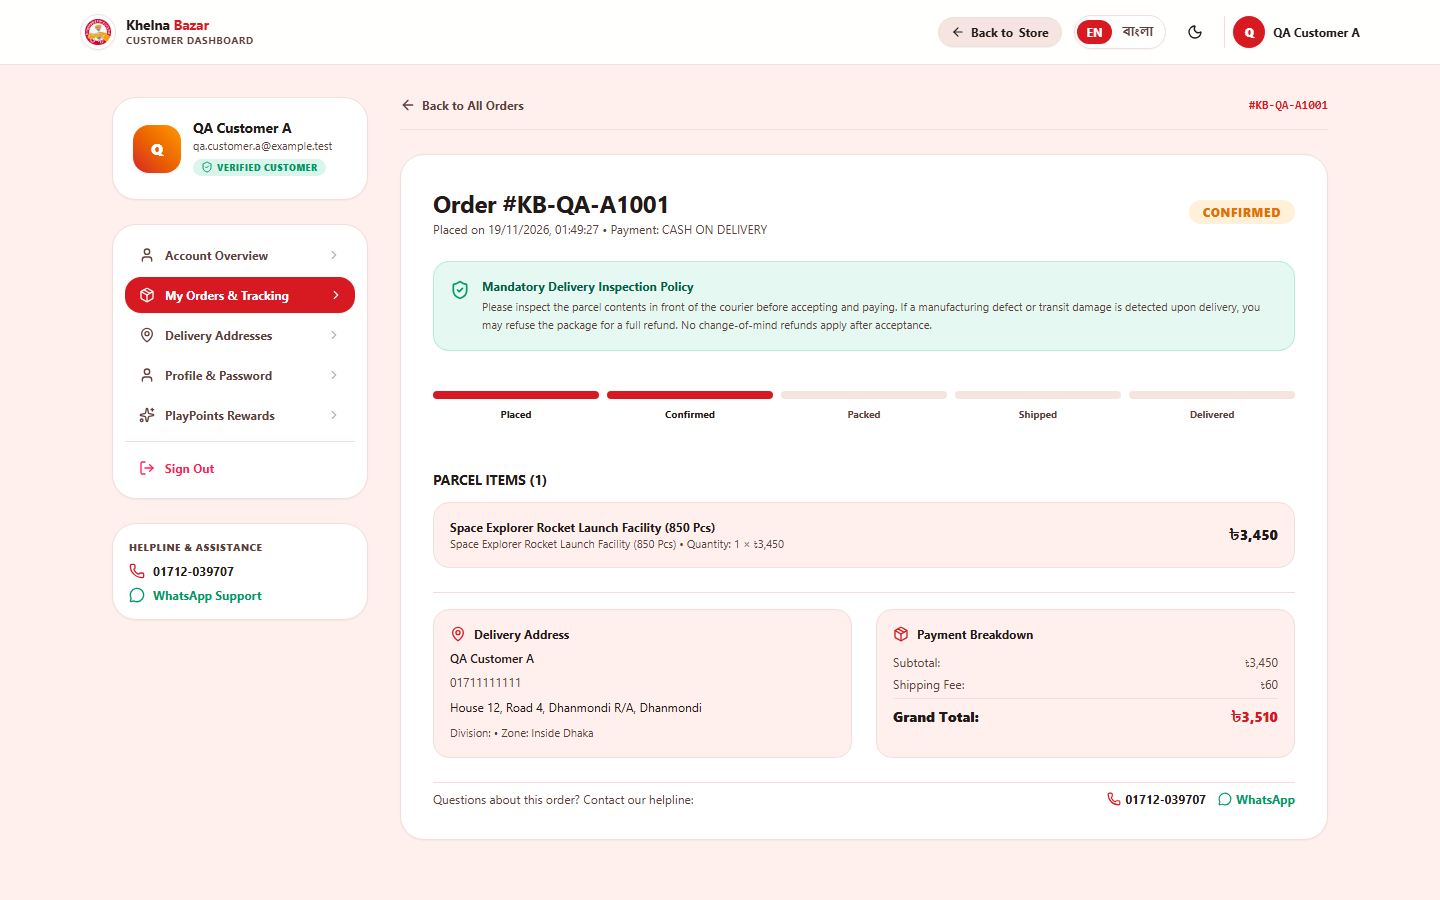 Khelna Bazar
CUSTOMER DASHBOARD
Back to Store
EN
বাংলা
Q
QA Customer A
Q
QA Customer A
qa.customer.a@example.test
VERIFIED CUSTOMER
Account Overview
My Orders & Tracking
Delivery Addresses
Profile & Password
PlayPoints Rewards
Sign Out
HELPLINE & ASSISTANCE
01712-039707
WhatsApp Support
Back to All Orders
#KB-QA-A1001
Order #KB-QA-A1001
Placed on 19/11/2026, 01:49:27 • Payment: CASH ON DELIVERY
CONFIRMED
Mandatory Delivery Inspection Policy
Please inspect the parcel contents in front of the courier before accepting and paying. If a manufacturing defect or transit damage is detected upon delivery, you
may refuse the package for a full refund. No change-of-mind refunds apply after acceptance.
Placed
Confirmed
Packed
Shipped
Delivered
PARCEL ITEMS (1)
Space Explorer Rocket Launch Facility (850 Pcs)
Space Explorer Rocket Launch Facility (850 Pcs) • Quantity: 1 × ৳3,450
৳3,450
Delivery Address
QA Customer A
01711111111
House 12, Road 4, Dhanmondi R/A, Dhanmondi
Division: • Zone: Inside Dhaka
Payment Breakdown
Subtotal: ৳3,450
Shipping Fee: ৳60
Grand Total: ৳3,510
Questions about this order? Contact our helpline:
01712-039707
WhatsApp